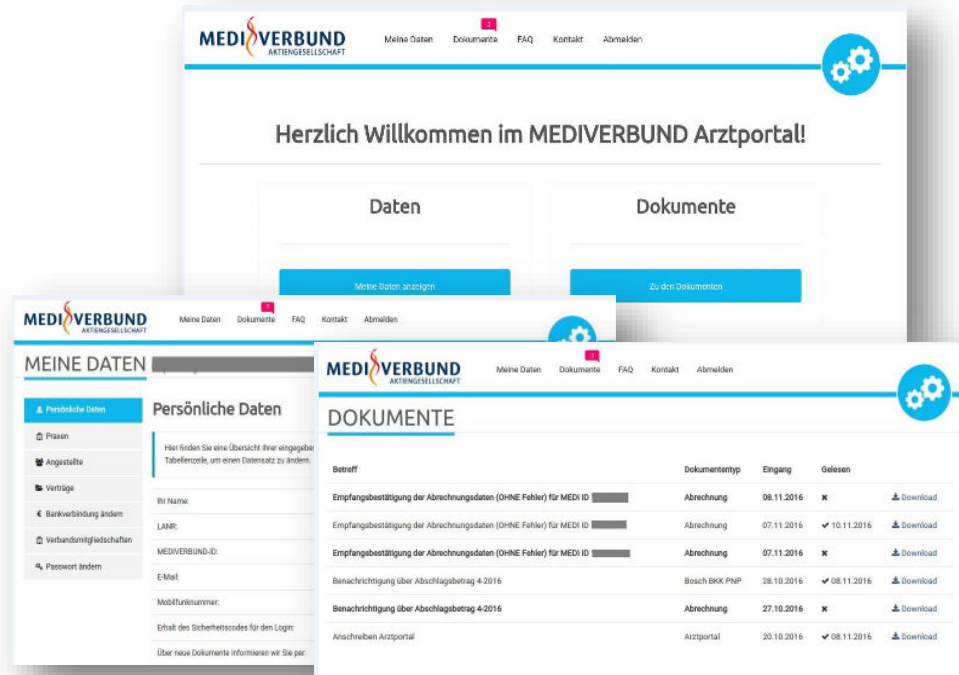 MEDIVERBUND
AKTIENGESELLSCHAFT
Meine Daten Dokumente 3 FAQ Kontakt Abmelden
Herzlich Willkommen im MEDIVERBUND Arztportal!
Daten
Meine Daten anzeigen
Dokumente
Zu den Dokumenten
MEDIVERBUND
AKTIENGESELLSCHAFT
Meine Daten Dokumente FAQ Kontakt Abmelden
MEINE DATEN
Persönliche Daten
Praxen
Angestellte
Verträge
€ Bankverbindung ändern
Verbandsmitgliedschaften
Passwort ändern
Persönliche Daten
Hier finden Sie eine Übersicht Ihrer eingegeben
Tabellenzeile, um einen Datensatz zu ändern.
Ihr Name:
LANR:
MEDIVERBUND-ID:
E-Mail:
Mobilfunknummer:
Erhalt des Sicherheitscodes für den Login:
Über neue Dokumente informieren wir Sie per:
MEDIVERBUND
AKTIENGESELLSCHAFT
Meine Daten Dokumente 3 FAQ Kontakt Abmelden
DOKUMENTE
Betreff Dokumententyp Eingang Gelesen
Empfangsbestätigung der Abrechnungsdaten (OHNE Fehler) für MEDI ID Abrechnung 08.11.2016 ✖ Download
Empfangsbestätigung der Abrechnungsdaten (OHNE Fehler) für MEDI ID Abrechnung 07.11.2016 ✔ 10.11.2016 Download
Empfangsbestätigung der Abrechnungsdaten (OHNE Fehler) für MEDI ID Abrechnung 07.11.2016 ✖ Download
Benachrichtigung über Abschlagsbetrag 4-2016 Bosch BKK PNP 28.10.2016 ✔ 08.11.2016 Download
Benachrichtigung über Abschlagsbetrag 4-2016 Abrechnung 27.10.2016 ✖ Download
Anschreiben Arztportal Arztportal 20.10.2016 ✔ 08.11.2016 Download